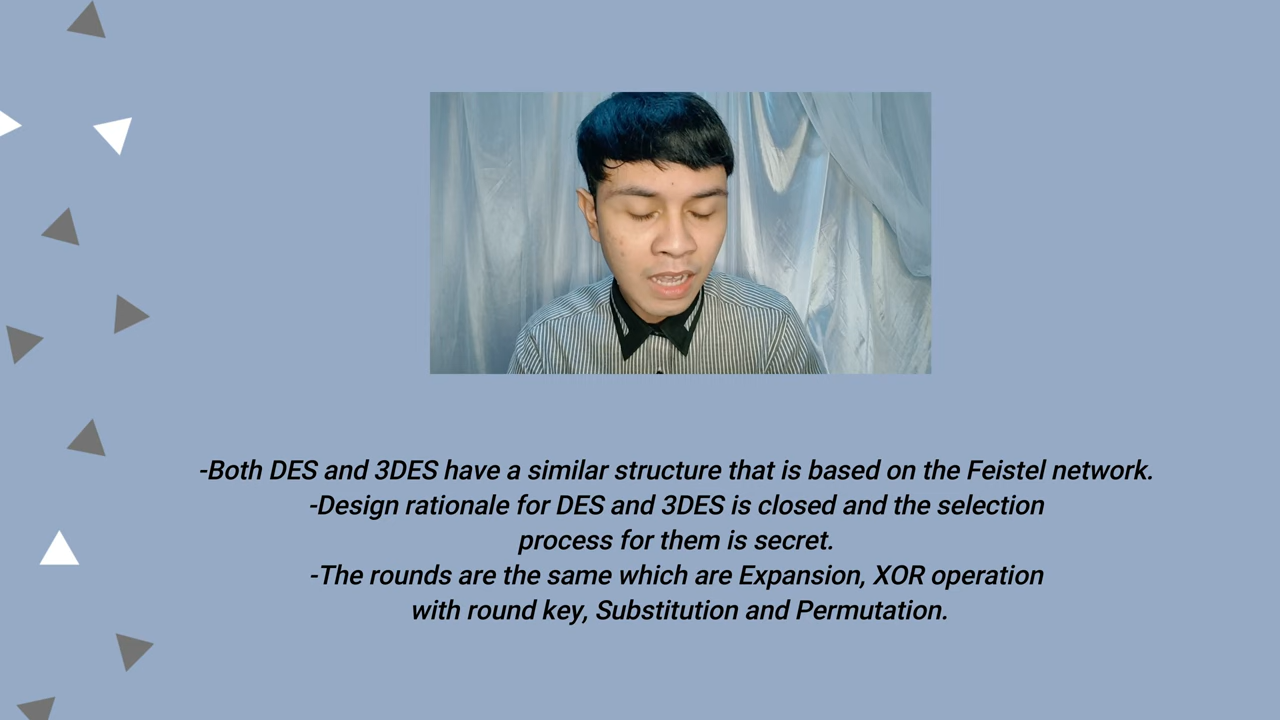 -Both DES and 3DES have a similar structure that is based on the Feistel network.
-Design rationale for DES and 3DES is closed and the selection
process for them is secret.
-The rounds are the same which are Expansion, XOR operation
with round key, Substitution and Permutation.